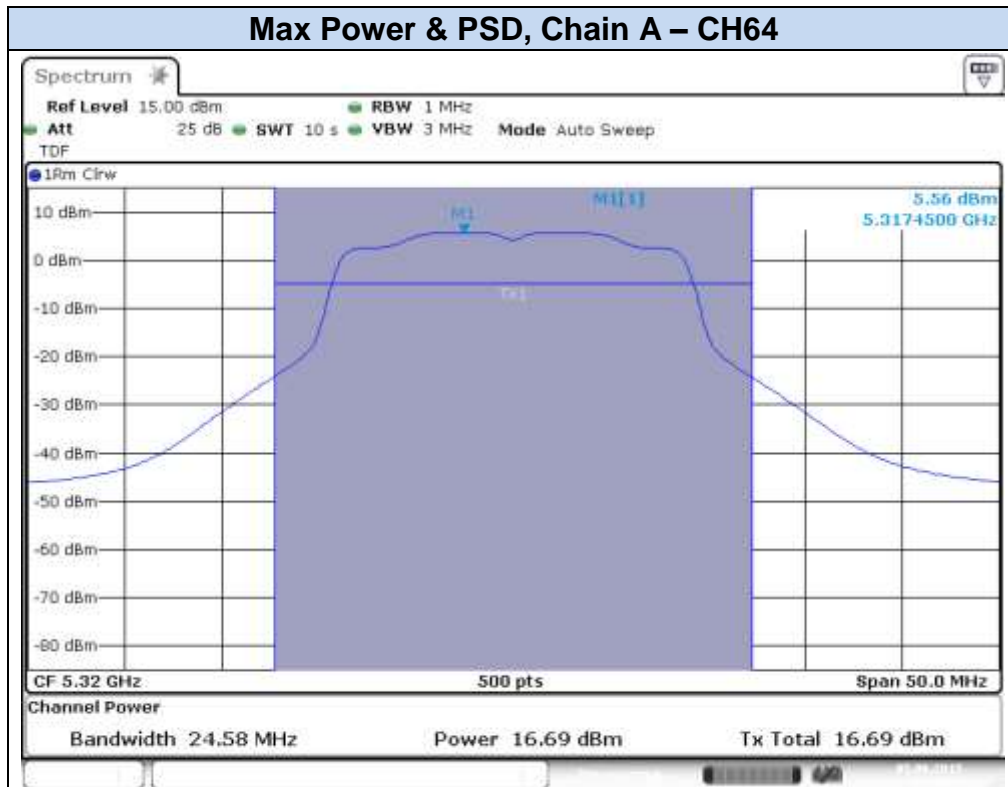 Max Power & PSD, Chain A – CH64
Spectrum
Ref Level 15.00 dBm RBW 1 MHz
Att 25 dB SWT 10 s VBW 3 MHz Mode Auto Sweep
TDF
1Rm Clrw
M1[1] 5.56 dBm
5.3174500 GHz
M1
10 dBm
0 dBm
Tx1
-10 dBm
-20 dBm
-30 dBm
-40 dBm
-50 dBm
-60 dBm
-70 dBm
-80 dBm
CF 5.32 GHz 500 pts Span 50.0 MHz
Channel Power
Bandwidth 24.58 MHz Power 16.69 dBm Tx Total 16.69 dBm